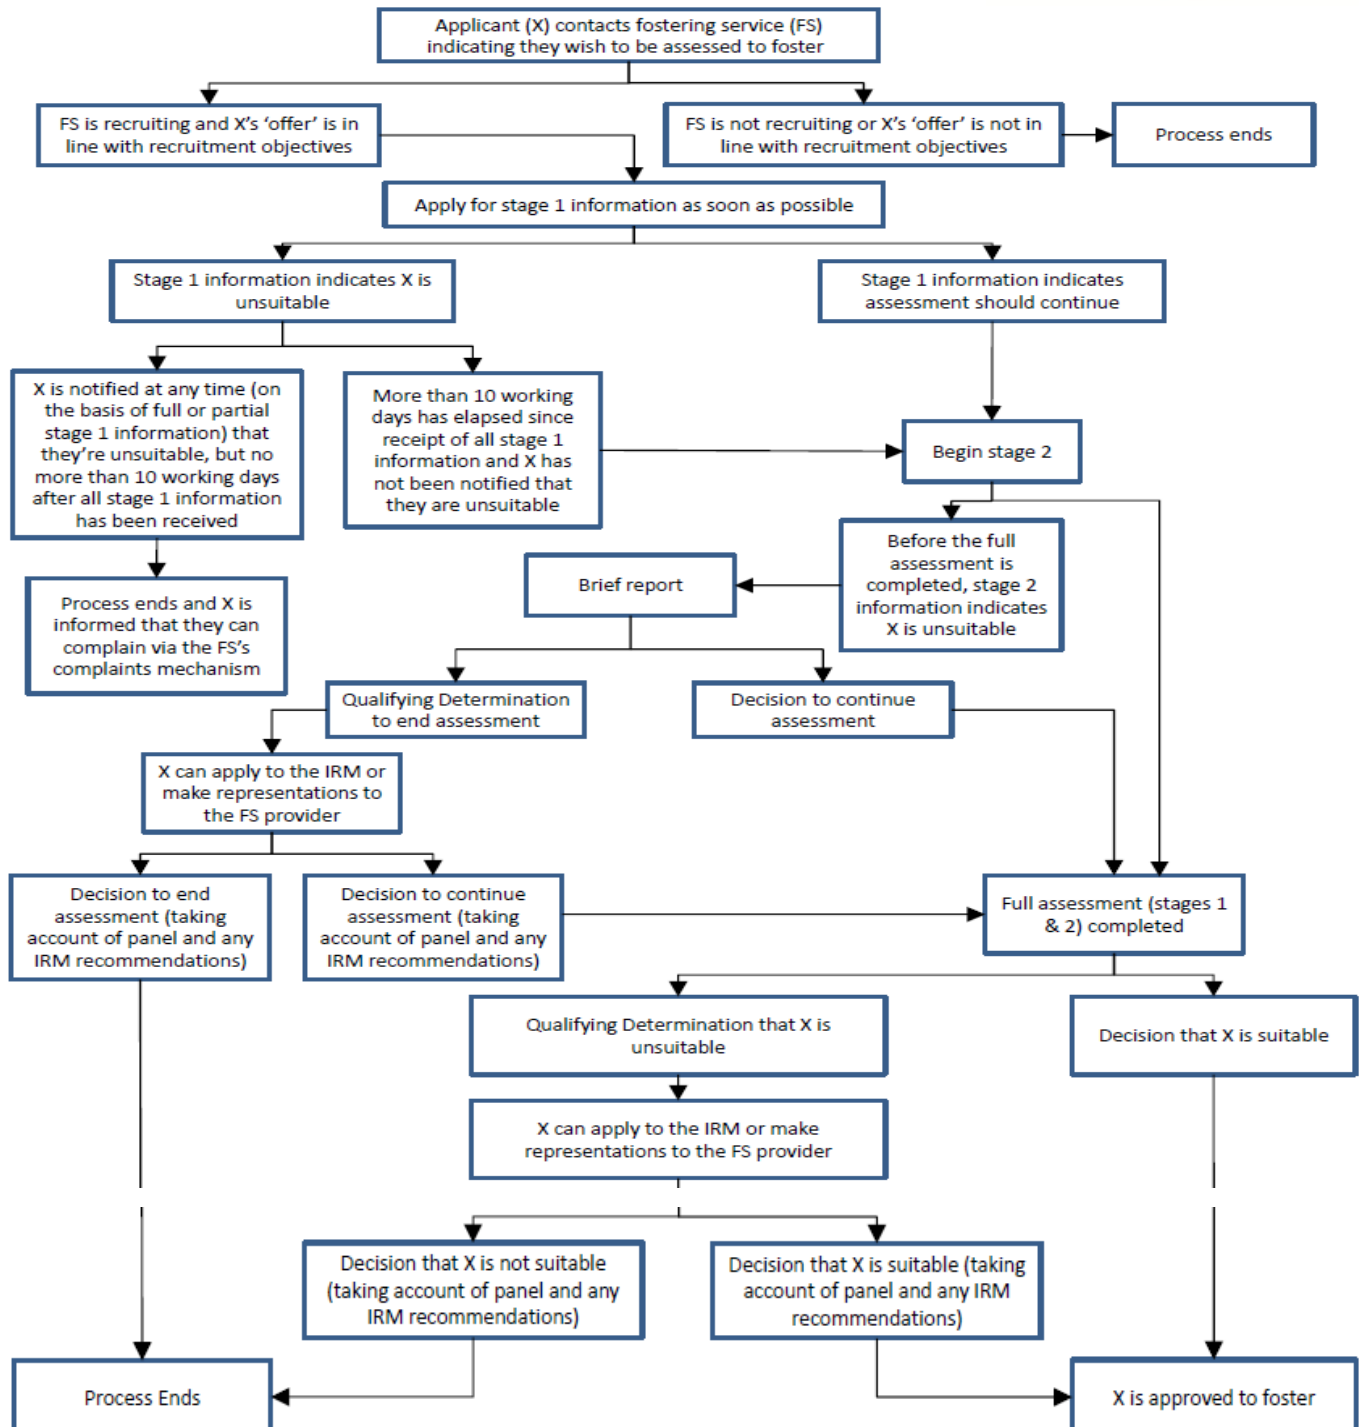 Applicant (X) contacts fostering service (FS)
indicating they wish to be assessed to foster
FS is recruiting and X's ‘offer’ is in
line with recruitment objectives
FS is not recruiting or X's ‘offer’ is not in
line with recruitment objectives
Process ends
Apply for stage 1 information as soon as possible
Stage 1 information indicates X is
unsuitable
Stage 1 information indicates
assessment should continue
X is notified at any time (on
the basis of full or partial
stage 1 information) that
they're unsuitable, but no
more than 10 working days
after all stage 1 information
has been received
More than 10 working
days has elapsed since
receipt of all stage 1
information and X has
not been notified that
they are unsuitable
Begin stage 2
Before the full
assessment is
completed, stage 2
information indicates
X is unsuitable
Brief report
Process ends and X is
informed that they can
complain via the FS's
complaints mechanism
Qualifying Determination
to end assessment
Decision to continue
assessment
X can apply to the IRM or
make representations to
the FS provider
Decision to end
assessment (taking
account of panel and any
IRM recommendations)
Decision to continue
assessment (taking
account of panel and any
IRM recommendations)
Full assessment (stages 1
& 2) completed
Qualifying Determination that X is
unsuitable
Decision that X is suitable
X can apply to the IRM or make
representations to the FS provider
Decision that X is not suitable
(taking account of panel and any
IRM recommendations)
Decision that X is suitable (taking
account of panel and any IRM
recommendations)
Process Ends
X is approved to foster